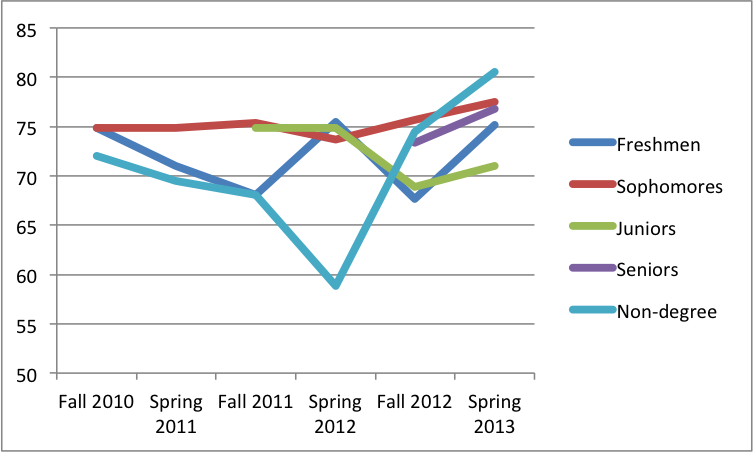 85
80
75
70
65
60
55
50
Fall 2010 Spring 2011 Fall 2011 Spring 2012 Fall 2012 Spring 2013
Freshmen
Sophomores
Juniors
Seniors
Non-degree